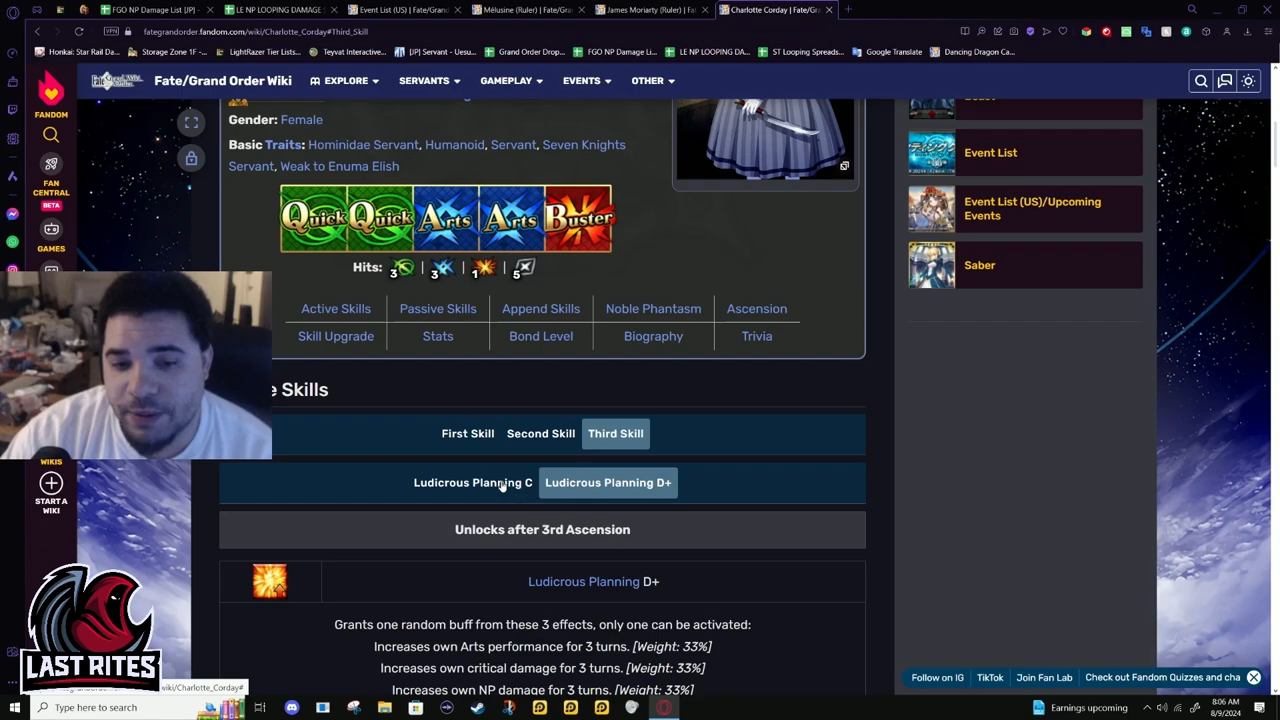 FGO NP Damage List (JP) -
LE NP LOOPING DAMAGE
Event List (US) | Fate/Grand
Mélusine (Ruler) | Fate/Gra
James Moriarty (Ruler) | Fat
Charlotte Corday | Fate/Gra
VPN
fategrandorder.fandom.com/wiki/Charlotte_Corday#Third_Skill
Honkai: Star Rail Da...
Storage Zone 1F -...
LightRazer Tier Lists...
Teyvat Interactive...
[JP] Servant - Uesu...
Grand Order Drop...
FGO NP Damage Li...
LE NP LOOPING DA...
ST Looping Spreads...
Google Translate
Dancing Dragon Ca...
Fate/Grand Order Wiki
EXPLORE
SERVANTS
GAMEPLAY
EVENTS
OTHER
FANDOM
FAN CENTRAL
BETA
GAMES
WIKIS
START A WIKI
Gender: Female
Basic Traits: Hominidae Servant, Humanoid, Servant, Seven Knights
Servant, Weak to Enuma Elish
Quick Quick Arts Arts Buster
Hits: 3 | 3 | 1 | 5
Active Skills Passive Skills Append Skills Noble Phantasm Ascension
Skill Upgrade Stats Bond Level Biography Trivia
e Skills
First Skill Second Skill Third Skill
Ludicrous Planning C Ludicrous Planning D+
Unlocks after 3rd Ascension
Ludicrous Planning D+
Grants one random buff from these 3 effects, only one can be activated:
Increases own Arts performance for 3 turns. [Weight: 33%]
Increases own critical damage for 3 turns. [Weight: 33%]
es own NP damage for 3 turns. [Weight: 33%]
Event List
Event List (US)/Upcoming
Events
Saber
Follow on IG TikTok Join Fan Lab Check out Fandom Quizzes and cha
LAST RITES
wiki/Charlotte_Corday#
Type here to search
Earnings upcoming
8:06 AM
8/9/2024